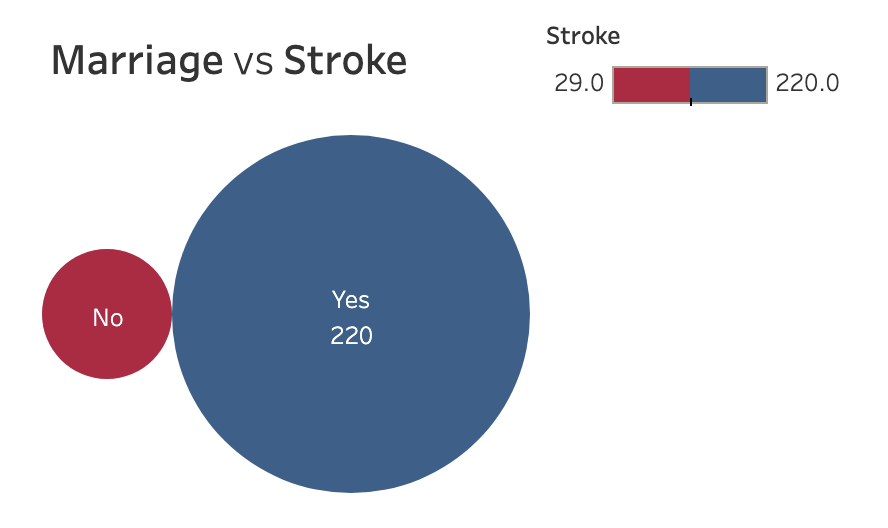 Marriage vs Stroke
Stroke
29.0 220.0
No
Yes
220